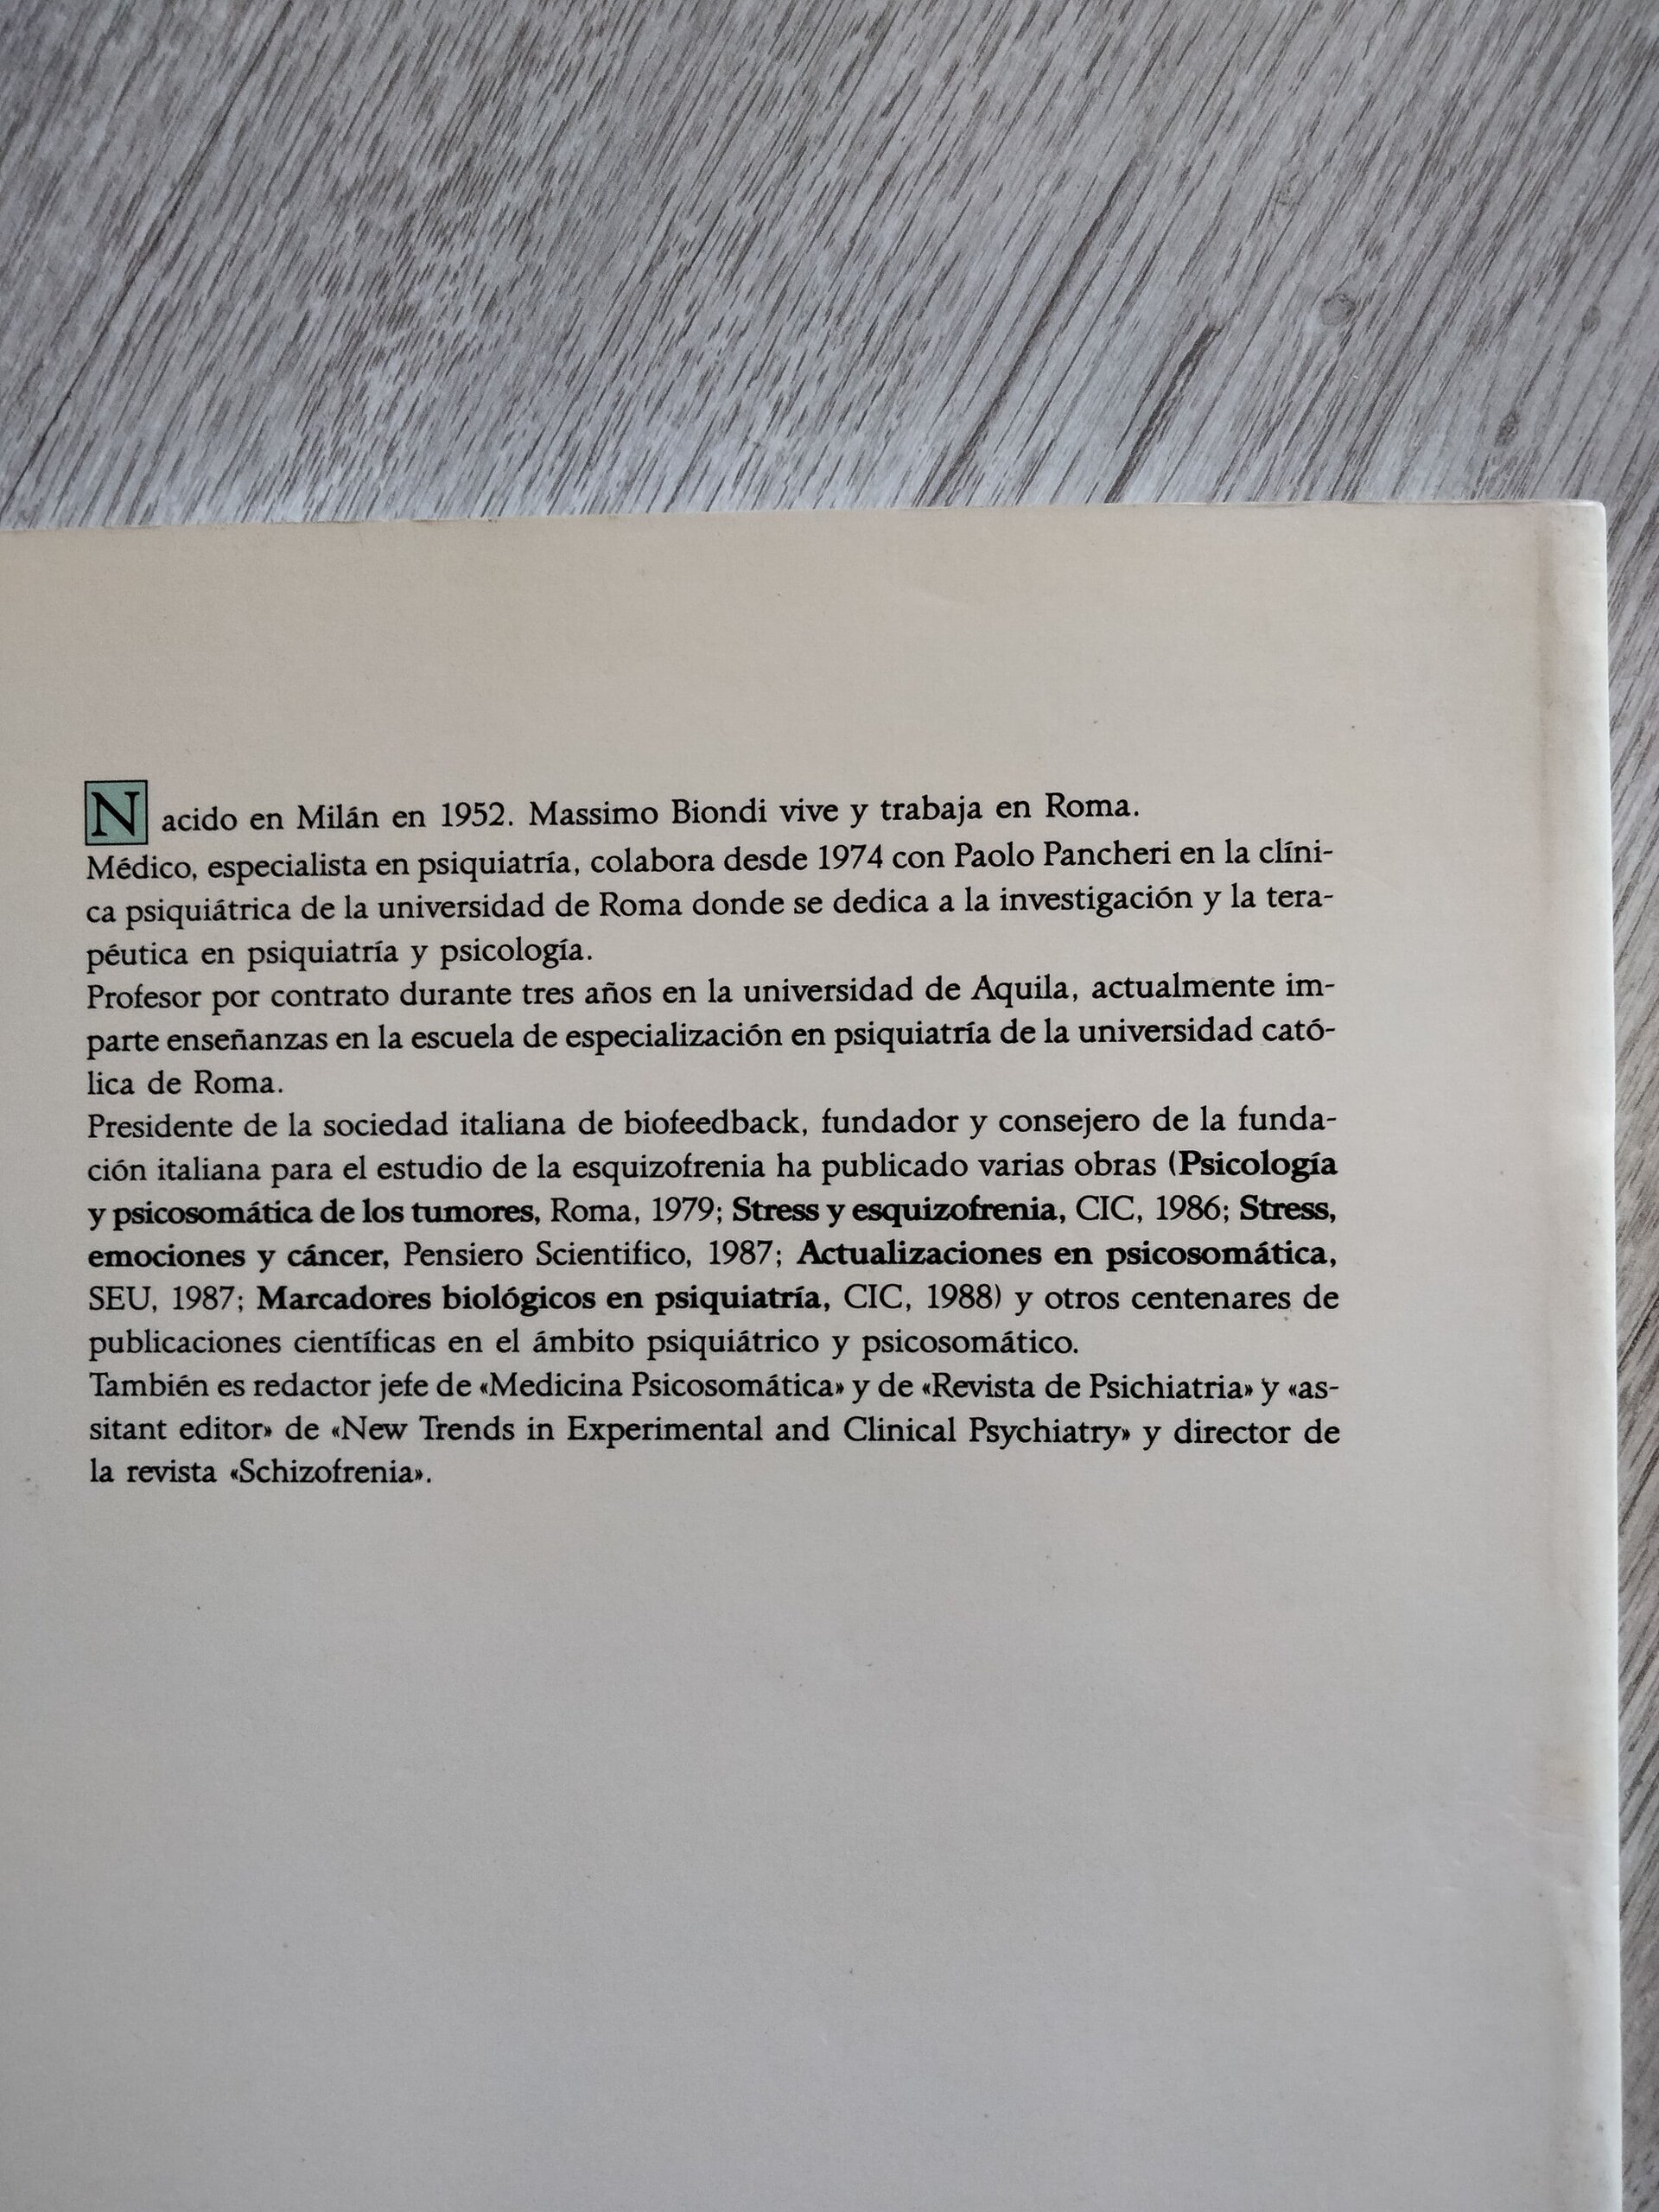 Nacido en Milán en 1952. Massimo Biondi vive y trabaja en Roma.
Médico, especialista en psiquiatría, colabora desde 1974 con Paolo Pancheri en la clíni-
ca psiquiátrica de la universidad de Roma donde se dedica a la investigación y la tera-
péutica en psiquiatría y psicología.
Profesor por contrato durante tres años en la universidad de Aquila, actualmente im-
parte enseñanzas en la escuela de especialización en psiquiatría de la universidad cató-
lica de Roma.
Presidente de la sociedad italiana de biofeedback, fundador y consejero de la funda-
ción italiana para el estudio de la esquizofrenia ha publicado varias obras (Psicología
y psicosomática de los tumores, Roma, 1979; Stress y esquizofrenia, CIC, 1986; Stress,
emociones y cáncer, Pensiero Scientifico, 1987; Actualizaciones en psicosomática,
SEU, 1987; Marcadores biológicos en psiquiatría, CIC, 1988) y otros centenares de
publicaciones científicas en el ámbito psiquiátrico y psicosomático.
También es redactor jefe de «Medicina Psicosomática» y de «Revista de Psichiatria» y «as-
sitant editor» de «New Trends in Experimental and Clinical Psychiatry» y director de
la revista «Schizofrenia».